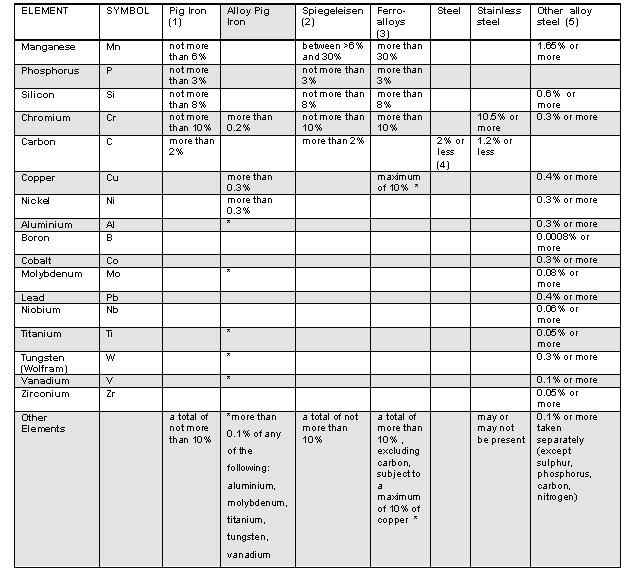 ELEMENT SYMBOL Pig Iron Alloy Pig Spiegeleisen Ferro- Steel Stainless Other alloy
(1) Iron (2) alloys steel steel (5)
(3)
Manganese Mn not more between >6% more than 1.65% or
than 6% and 30% 30% more
Phosphorus P not more not more than more than
than 3% 3% 3%
Silicon Si not more not more than more than 0.6% or
than 8% 8% 8% more
Chromium Cr not more more than not more than more than 10.5% or 0.3% or more
than 10% 0.2% 10% 10% more
Carbon C more than more than 2% 2% or 1.2% or
2% less less
(4)
Copper Cu more than maximum 0.4% or more
0.3% of 10% *
Nickel Ni more than 0.3% or more
0.3%
Aluminium Al * 0.3% or more
Boron B 0.0008% or
more
Cobalt Co 0.3% or more
Molybdenum Mo * 0.08% or
more
Lead Pb 0.4% or more
Niobium Nb 0.06% or
more
Titanium Ti * 0.05% or
more
Tungsten W * 0.3% or more
(Wolfram)
Vanadium V * 0.1% or more
Zirconium Zr 0.05% or
more
Other a total of *more than a total of not a total of may or 0.1% or more
Elements not more 0.1% of any more than more than may not taken
than 10% of the 10% 10% , be present separately
following: excluding (except
aluminium, carbon, sulphur,
molybdenum, subject to phosphorus,
titanium, a carbon,
tungsten, maximum nitrogen)
vanadium of 10% of
copper *